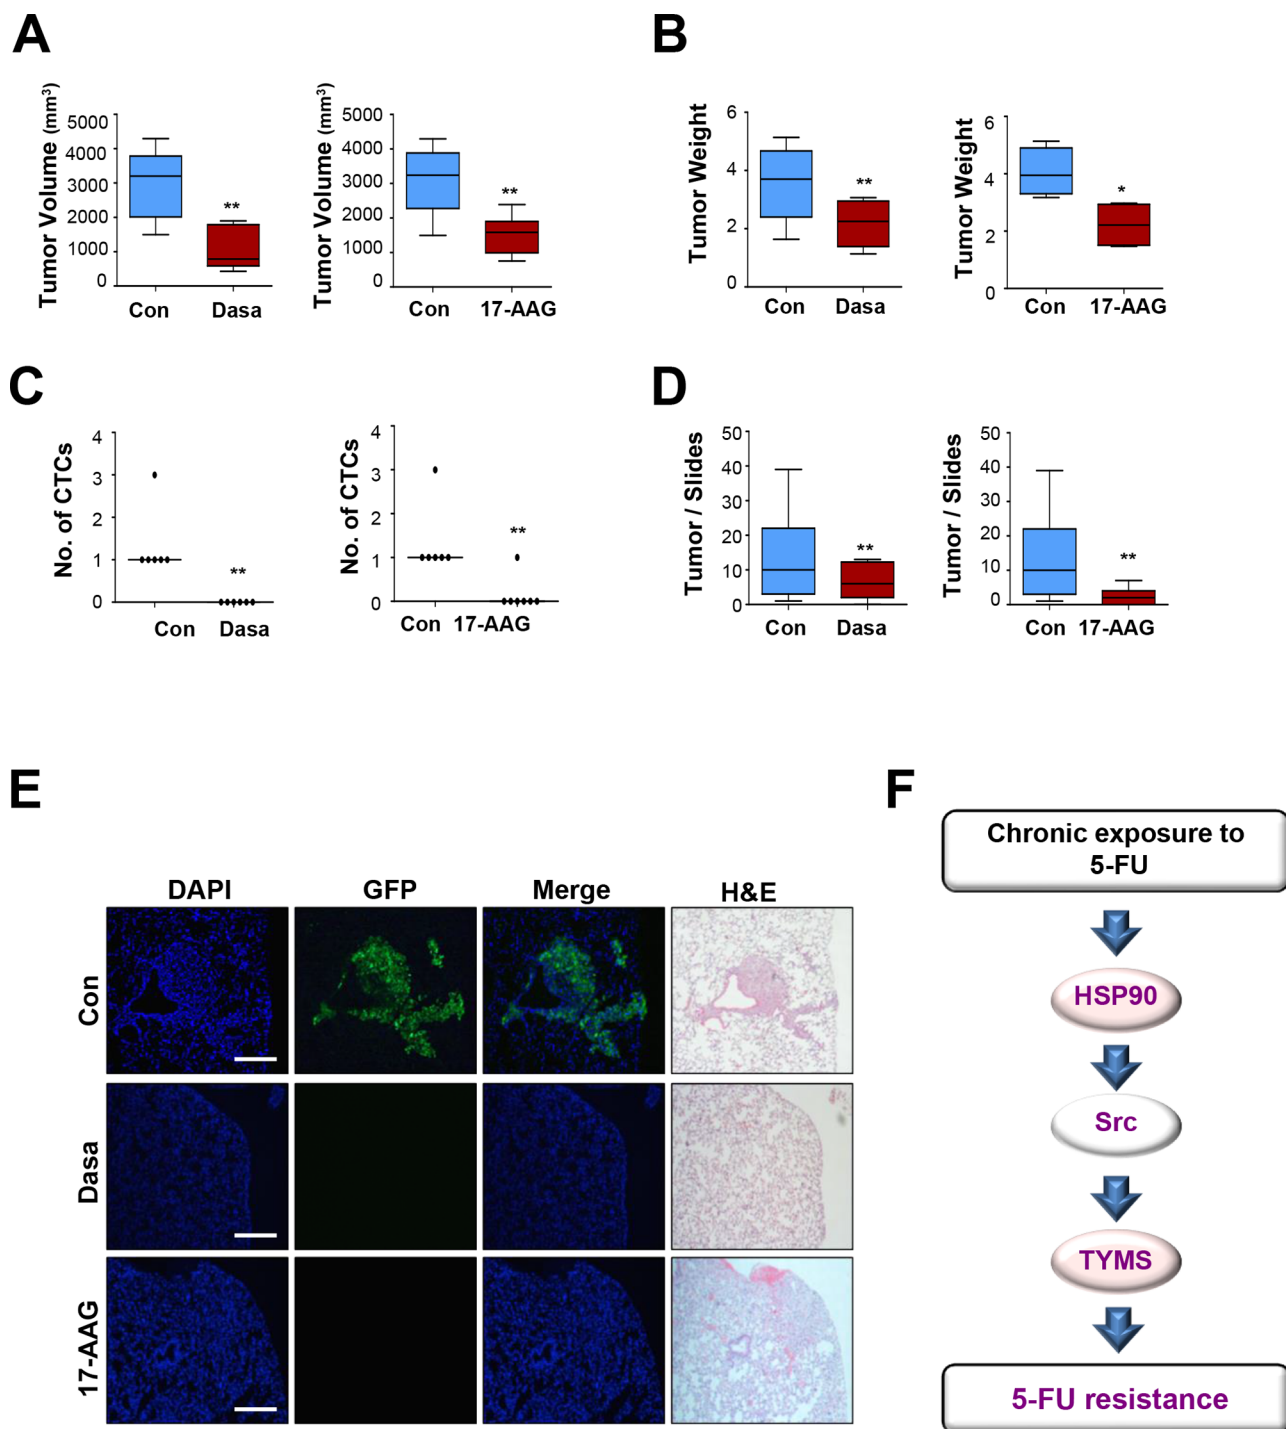 A
B
Tumor Volume (mm3)
5000
4000
3000
2000
1000
0
**
Con
Dasa
Tumor Volume (mm3)
5000
4000
3000
2000
1000
0
**
Con
17-AAG
Tumor Weight
6
4
2
0
**
Con
Dasa
Tumor Weight
6
4
2
0
*
Con
17-AAG
C
D
No. of CTCs
4
3
2
1
0
**
Con
Dasa
No. of CTCs
4
3
2
1
0
**
Con
17-AAG
Tumor / Slides
50
40
30
20
10
0
**
Con
Dasa
Tumor / Slides
50
40
30
20
10
0
**
Con
17-AAG
E
DAPI
GFP
Merge
H&E
Con
Dasa
17-AAG
F
Chronic exposure to
5-FU
HSP90
Src
TYMS
5-FU resistance